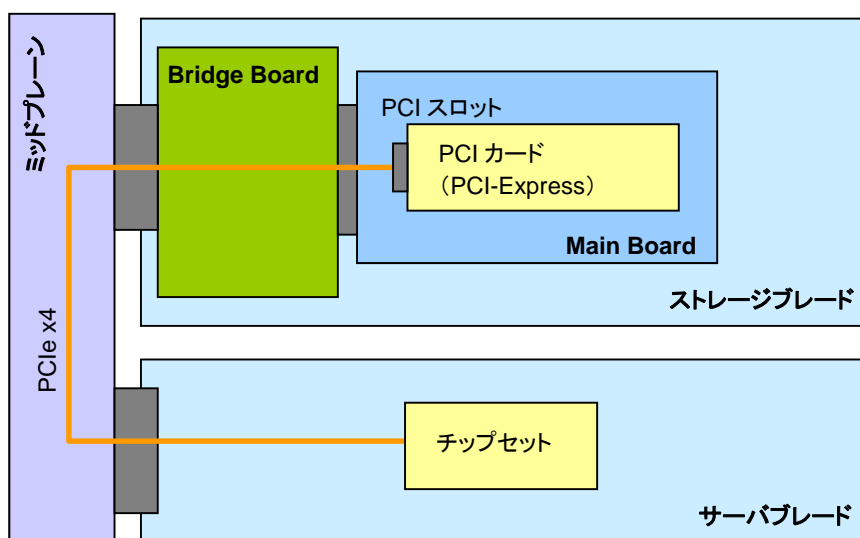 ミッドプレーン
Bridge Board
PCI スロット
PCI カード
（PCI-Express）
Main Board
ストレージブレード
PCIe x4
チップセット
サーバブレード